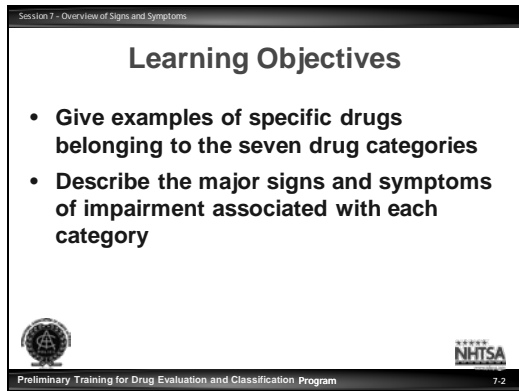 Session 7 - Overview of Signs and Symptoms
Learning Objectives
• Give examples of specific drugs
belonging to the seven drug categories
• Describe the major signs and symptoms
of impairment associated with each
category
NHTSA
Preliminary Training for Drug Evaluation and Classification Program
7-2